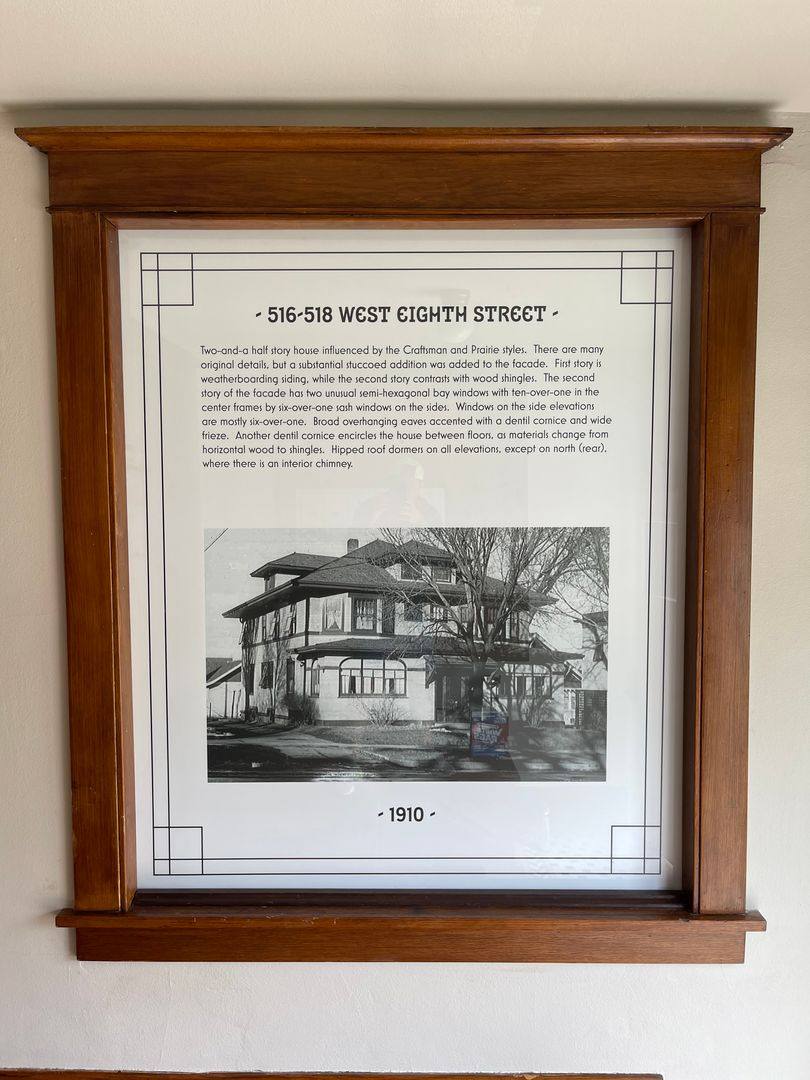 - 516-518 WEST EIGHTH STREET -
Two-and-a half story house influenced by the Craftsman and Prairie styles. There are many
original details, but a substantial stuccoed addition was added to the facade. First story is
weatherboarding siding, while the second story contrasts with wood shingles. The second
story of the facade has two unusual semi-hexagonal bay windows with ten-over-one in the
center frames by six-over-one sash windows on the sides. Windows on the side elevations
are mostly six-over-one. Broad overhanging eaves accented with a dentil cornice and wide
frieze. Another dentil cornice encircles the house between floors, as materials change from
horizontal wood to shingles. Hipped roof dormers on all elevations, except on north (rear),
where there is an interior chimney.
- 1910 -